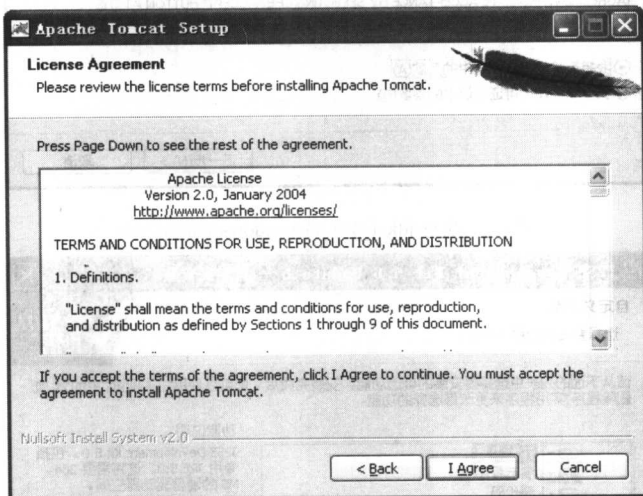 Apache Tomcat Setup
License Agreement
Please review the license terms before installing Apache Tomcat.
Press Page Down to see the rest of the agreement.
Apache License
Version 2.0, January 2004
http://www.apache.org/licenses/
TERMS AND CONDITIONS FOR USE, REPRODUCTION, AND DISTRIBUTION
1. Definitions.
"License" shall mean the terms and conditions for use, reproduction,
and distribution as defined by Sections 1 through 9 of this document.
If you accept the terms of the agreement, click I Agree to continue. You must accept the
agreement to install Apache Tomcat.
Nullsoft Install System v2.0
< Back
I Agree
Cancel